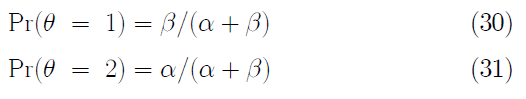 Pr(θ = 1) = β/(α + β) (30)
Pr(θ = 2) = α/(α + β) (31)